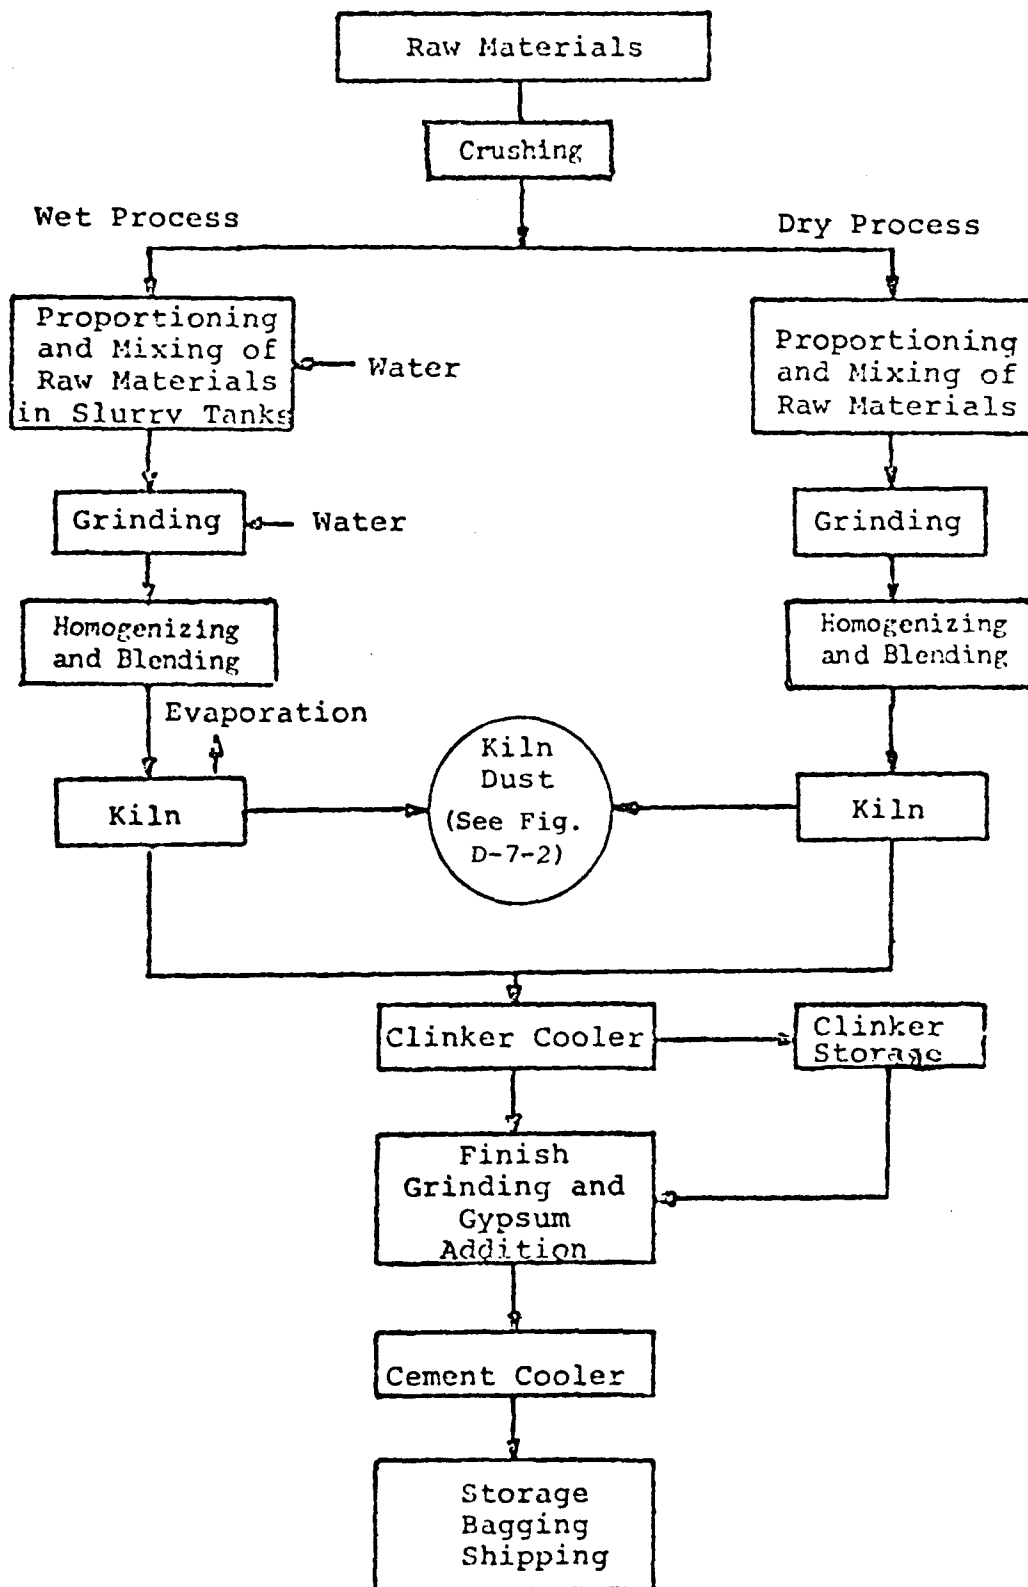 Raw Materials
Crushing
Wet Process
Dry Process
Proportioning
and Mixing of
Raw Materials
in Slurry Tanks
Water
Proportioning
and Mixing of
Raw Materials
Grinding
Water
Grinding
Homogenizing
and Blending
Homogenizing
and Blending
Evaporation
Kiln
Kiln
Dust
(See Fig.
D-7-2)
Kiln
Clinker Cooler
Clinker
Storage
Finish
Grinding and
Gypsum
Addition
Cement Cooler
Storage
Bagging
Shipping